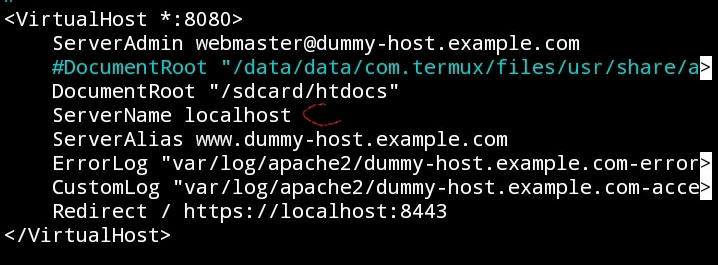 <VirtualHost *:8080>
ServerAdmin webmaster@dummy-host.example.com
#DocumentRoot "/data/data/com.termux/files/usr/share/a>
DocumentRoot "/sdcard/htdocs"
ServerName localhost
ServerAlias www.dummy-host.example.com
ErrorLog "var/log/apache2/dummy-host.example.com-error>
CustomLog "var/log/apache2/dummy-host.example.com-acce>
Redirect / https://localhost:8443
</VirtualHost>